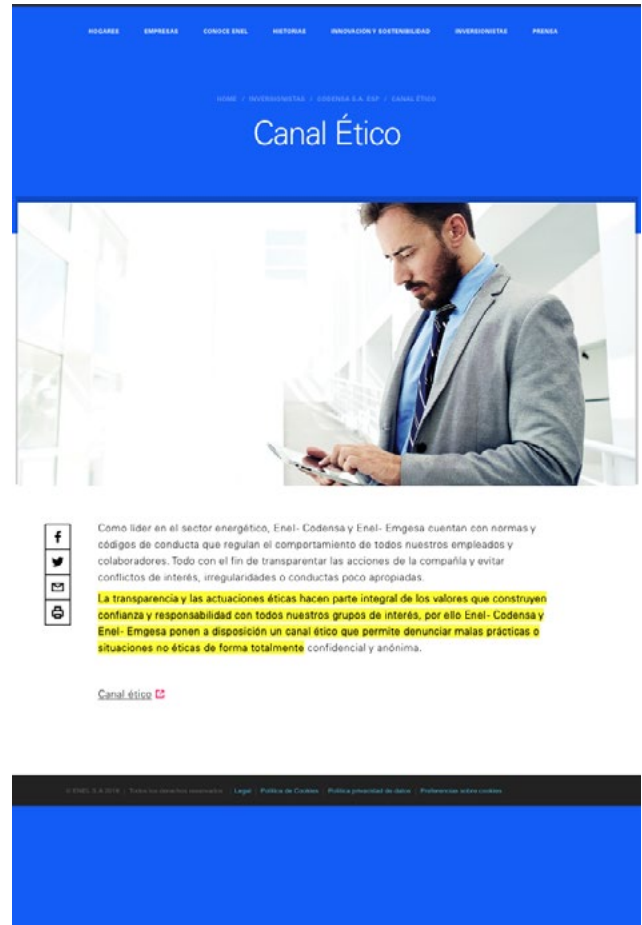 HOGARES EMPRESAS CONOCE ENEL HISTORIAS INNOVACIÓN Y SOSTENIBILIDAD INVERSIONISTAS PRENSA
HOME / INVERSIONISTAS / CODENSA S.A. ESP / CANAL ÉTICO
Canal Ético
Como líder en el sector energético, Enel- Codensa y Enel- Emgesa cuentan con normas y
códigos de conducta que regulan el comportamiento de todos nuestros empleados y
colaboradores. Todo con el fin de transparentar las acciones de la compañía y evitar
conflictos de interés, irregularidades o conductas poco apropiadas.
La transparencia y las actuaciones éticas hacen parte integral de los valores que construyen
confianza y responsabilidad con todos nuestros grupos de interés, por ello Enel- Codensa y
Enel- Emgesa ponen a disposición un canal ético que permite denunciar malas prácticas o
situaciones no éticas de forma totalmente confidencial y anónima.
Canal ético
© ENEL S.A 2019 | Todos los derechos reservados | Legal | Política de Cookies | Política privacidad de datos | Preferencias sobre cookies